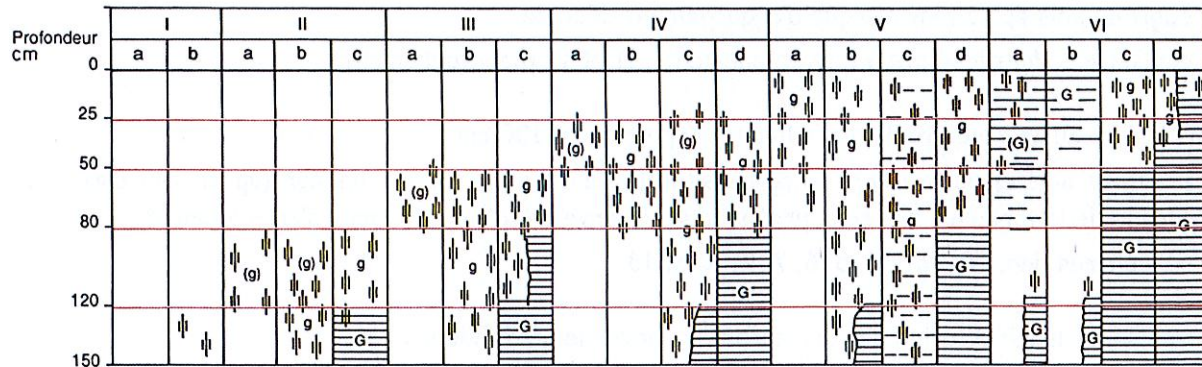 I II III IV V VI
Profondeur
cm
a b a b c a b c a b c d a b c d a b c d
0
g g G g
25
(g) g (g) g g g (G) g
50
(g) g
80
(g) (g) g g g g G G G
120
g G G G G
150